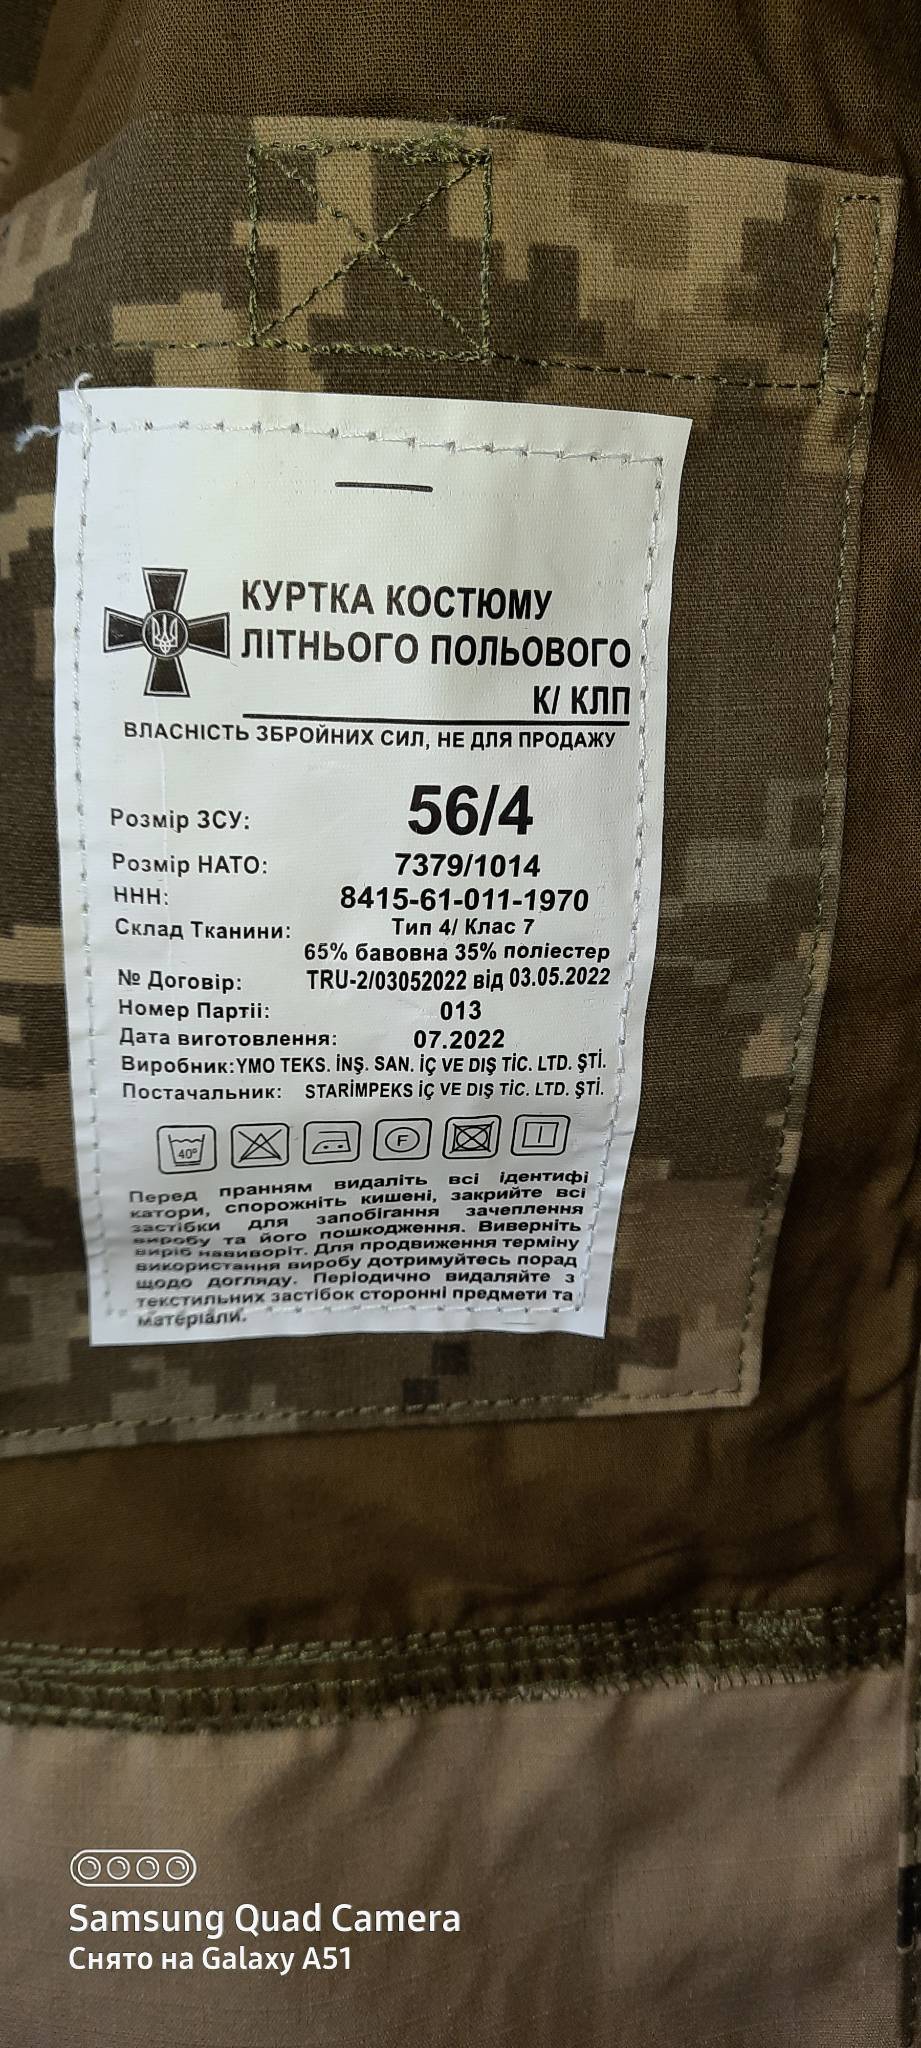 КУРТКА КОСТЮМУ
ЛІТНЬОГО ПОЛЬОВОГО
К/ КЛП
ВЛАСНІСТЬ ЗБРОЙНИХ СИЛ, НЕ ДЛЯ ПРОДАЖУ
Розмір ЗСУ: 56/4
Розмір НАТО: 7379/1014
ННН: 8415-61-011-1970
Склад Тканини: Тип 4/ Клас 7
65% бавовна 35% поліестер
№ Договір: TRU-2/03052022 від 03.05.2022
Номер Партіі: 013
Дата виготовлення: 07.2022
Виробник:YMO TEKS. İNŞ. SAN. İÇ VE DIŞ TİC. LTD. ŞTİ.
Постачальник: STARİMPEKS İÇ VE DIŞ TİC. LTD. ŞTİ.
40° F
Перед пранням видаліть всі ідентифі
катори, спорожніть кишені, закрийте всі
застібки для запобігання зачеплення
виробу та його пошкодження. Виверніть
виріб навиворіт. Для продвиження терміну
використання виробу дотримуйтесь порад
щодо догляду. Періодично видаляйте з
текстильних застібок сторонні предмети та
матеріали.
Samsung Quad Camera
Снято на Galaxy A51